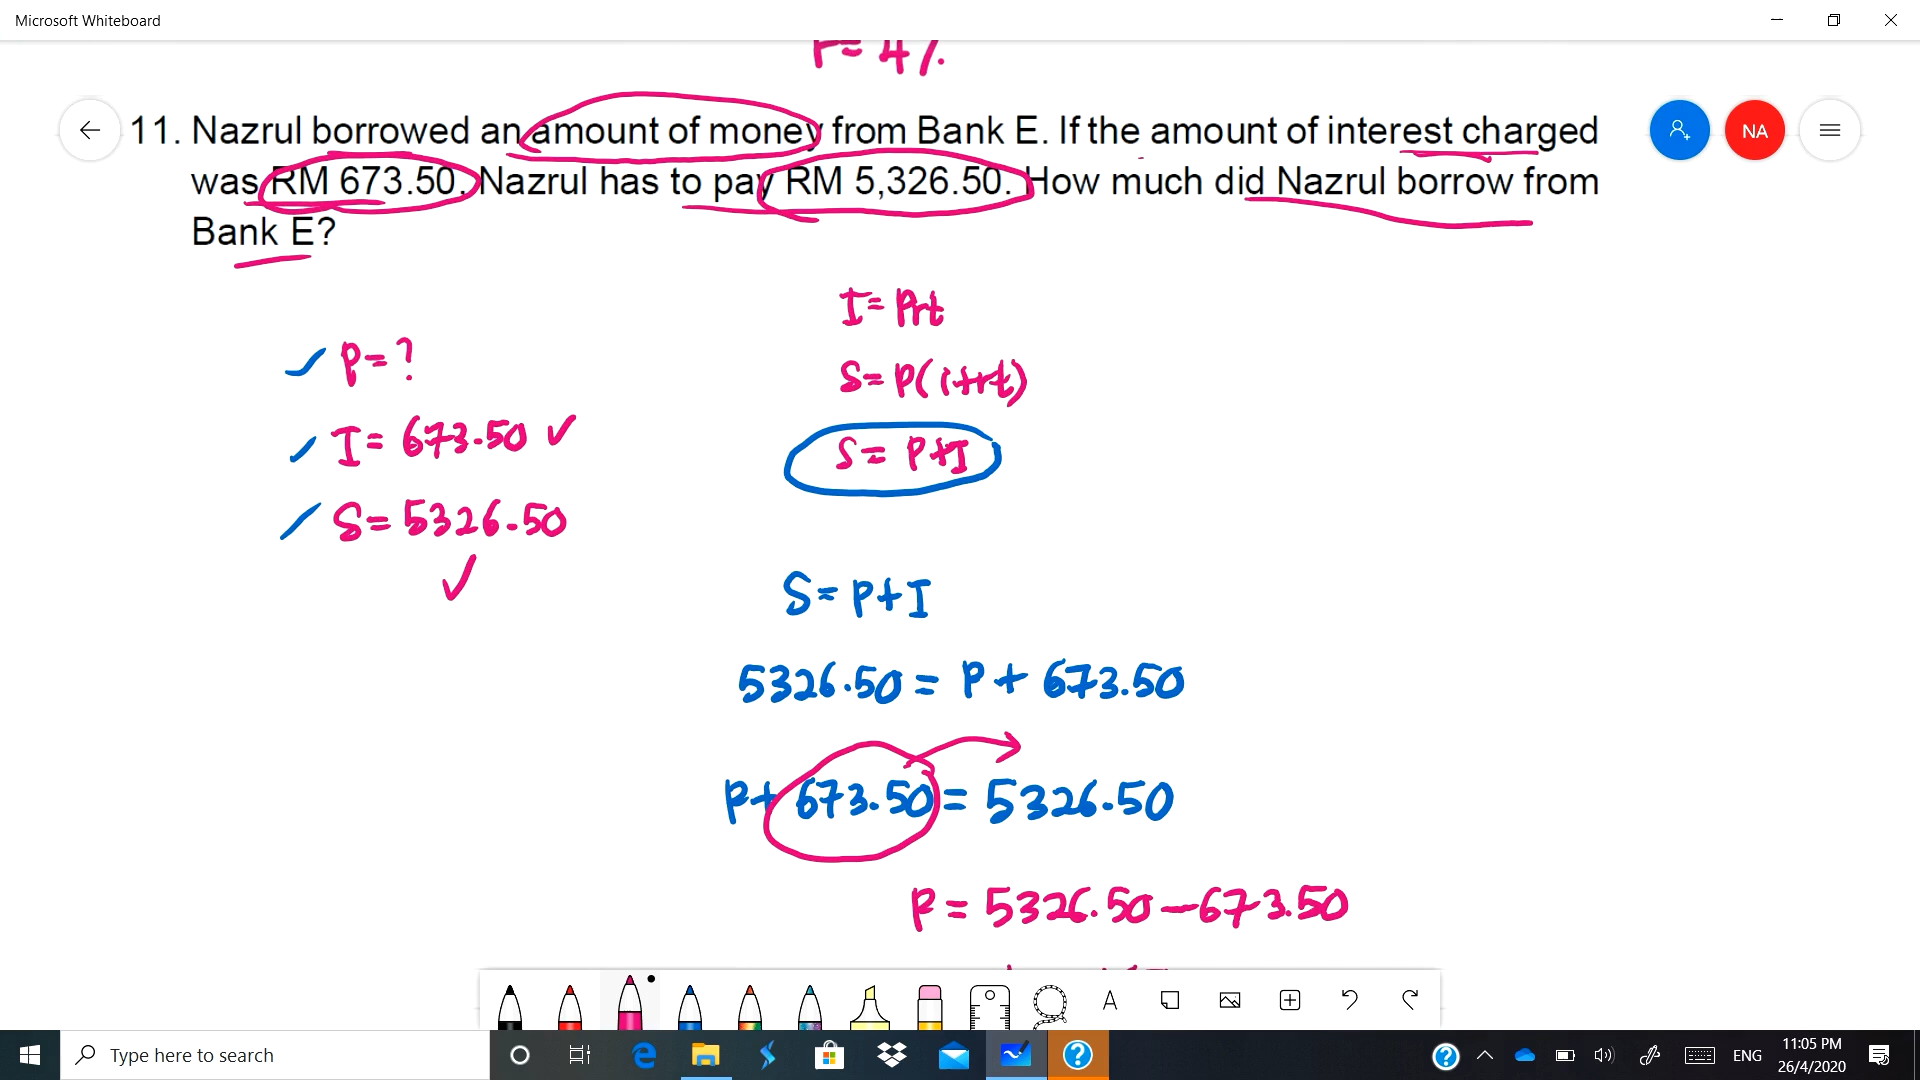 Microsoft Whiteboard
r = 4%
11. Nazrul borrowed an amount of money from Bank E. If the amount of interest charged
was RM 673.50. Nazrul has to pay RM 5,326.50. How much did Nazrul borrow from
Bank E?
NA
I = Prt
S = P(1+rt)
S = P+I
P = ?
I = 673.50
S = 5326.50
S = P+I
5326.50 = P + 673.50
P + 673.50 = 5326.50
P = 5326.50 - 673.50
A
Type here to search
ENG
11:05 PM
26/4/2020